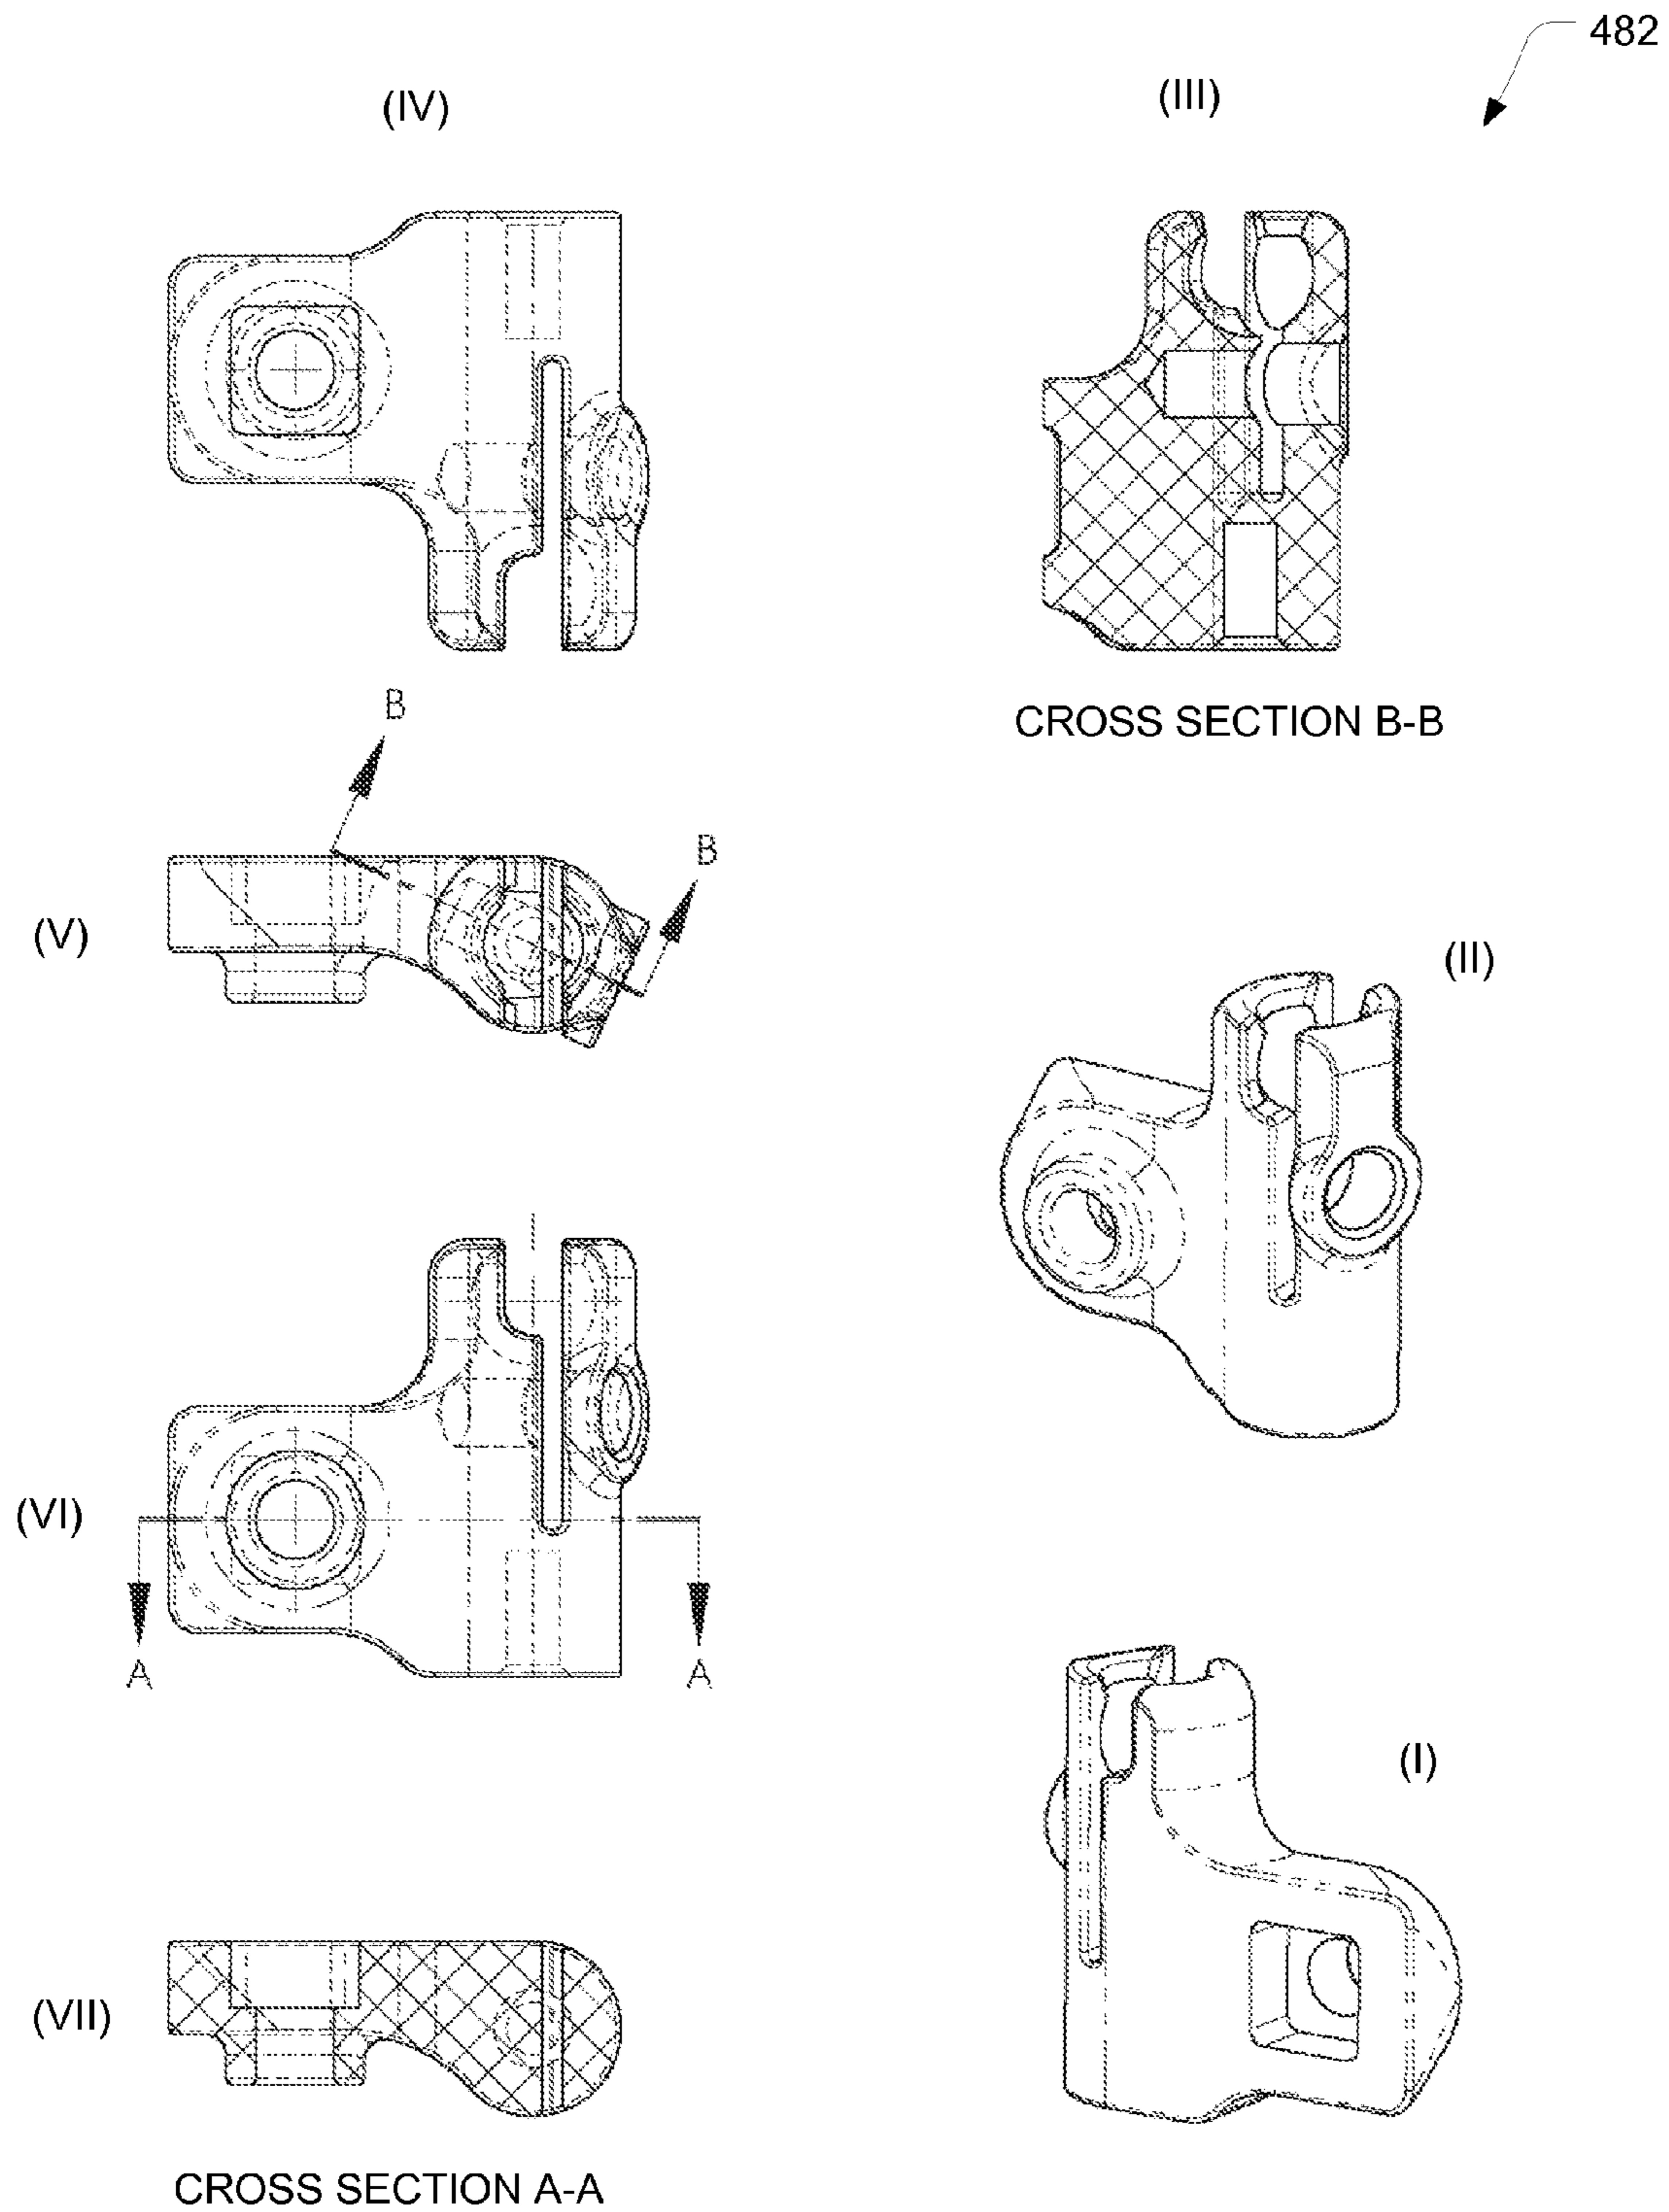 482
(IV)
(III)
CROSS SECTION B-B
B
B
(V)
(II)
(VI)
A
A
(I)
(VII)
CROSS SECTION A-A